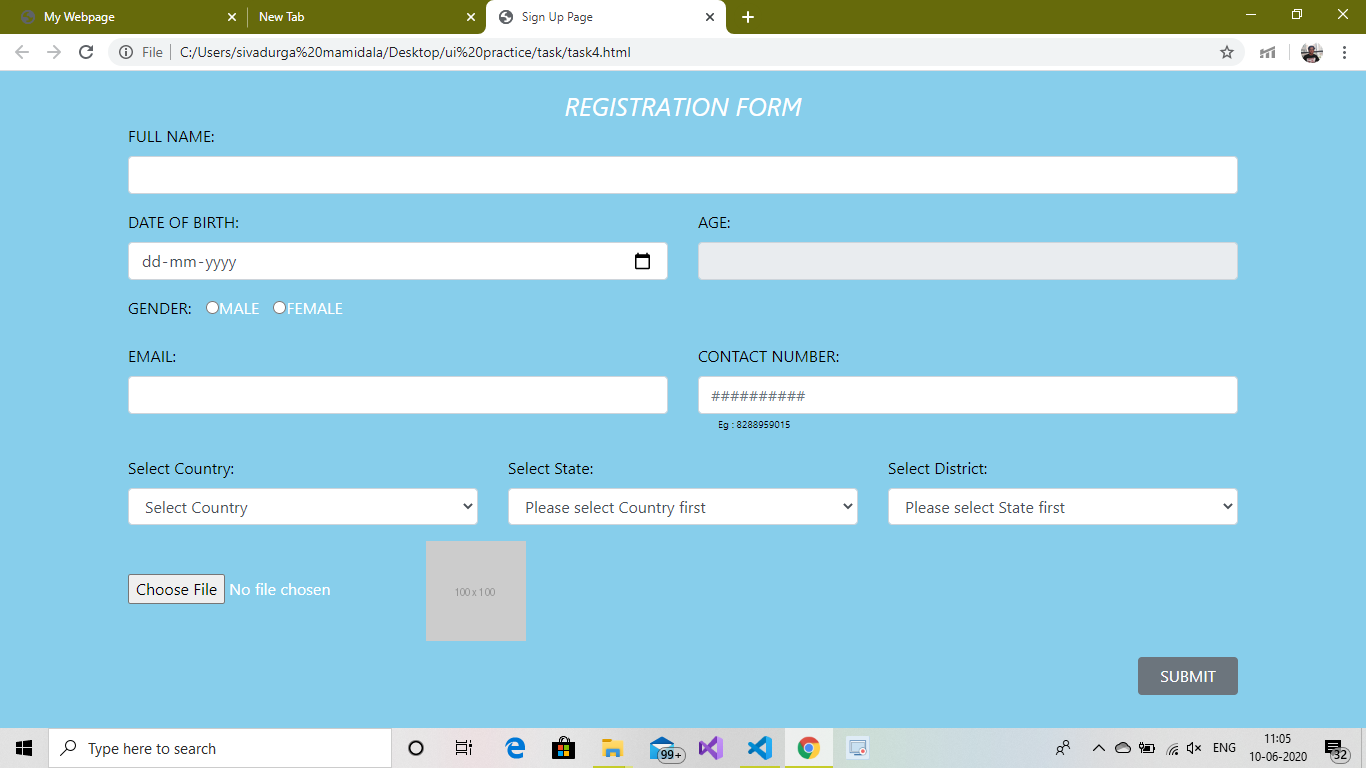 My Webpage
New Tab
Sign Up Page
File
C:/Users/sivadurga%20mamidala/Desktop/ui%20practice/task/task4.html
REGISTRATION FORM
FULL NAME:
DATE OF BIRTH: AGE:
dd-mm-yyyy
GENDER: MALE FEMALE
EMAIL: CONTACT NUMBER:
##########
Eg : 8288959015
Select Country: Select State: Select District:
Select Country Please select Country first Please select State first
Choose File No file chosen
100 x 100
SUBMIT
Type here to search
99+
ENG
11:05
10-06-2020
32